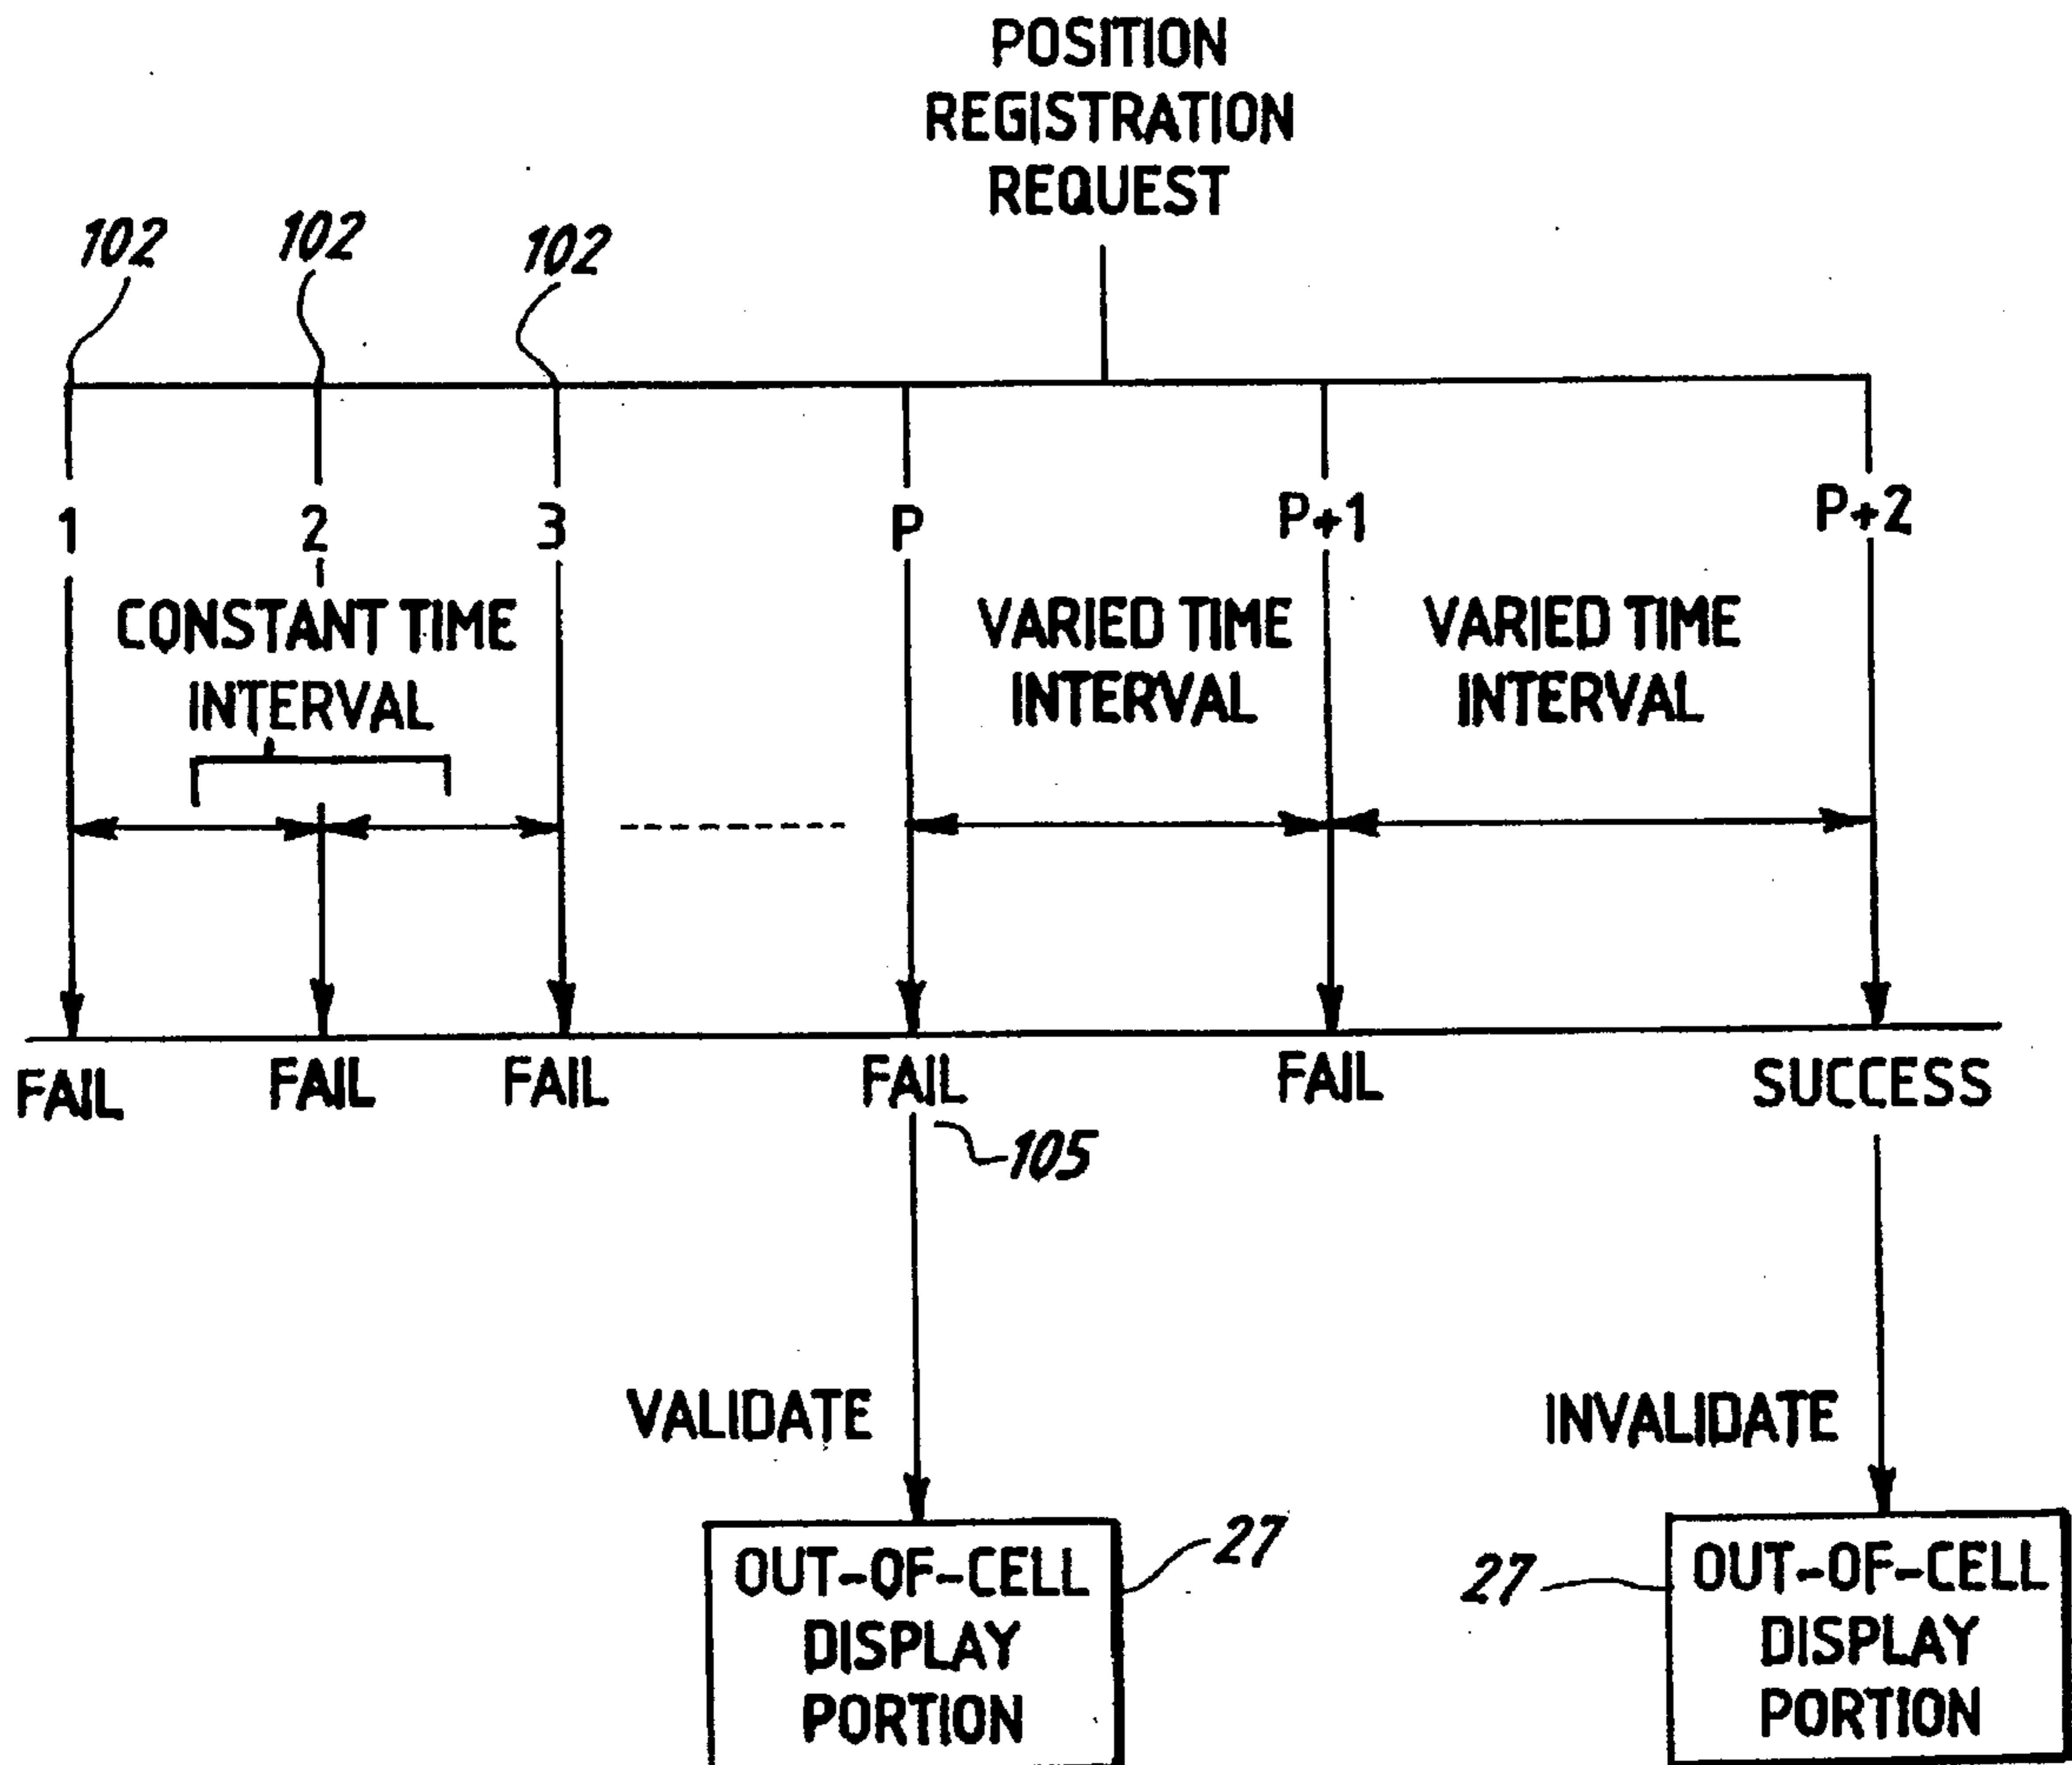 POSITION
REGISTRATION
REQUEST
102
102
102
1
2
3
P
P+1
P+2
CONSTANT TIME
INTERVAL
VARIED TIME
INTERVAL
VARIED TIME
INTERVAL
FAIL
FAIL
FAIL
FAIL
FAIL
SUCCESS
105
VALIDATE
INVALIDATE
OUT-OF-CELL
DISPLAY
PORTION
27
27
OUT-OF-CELL
DISPLAY
PORTION